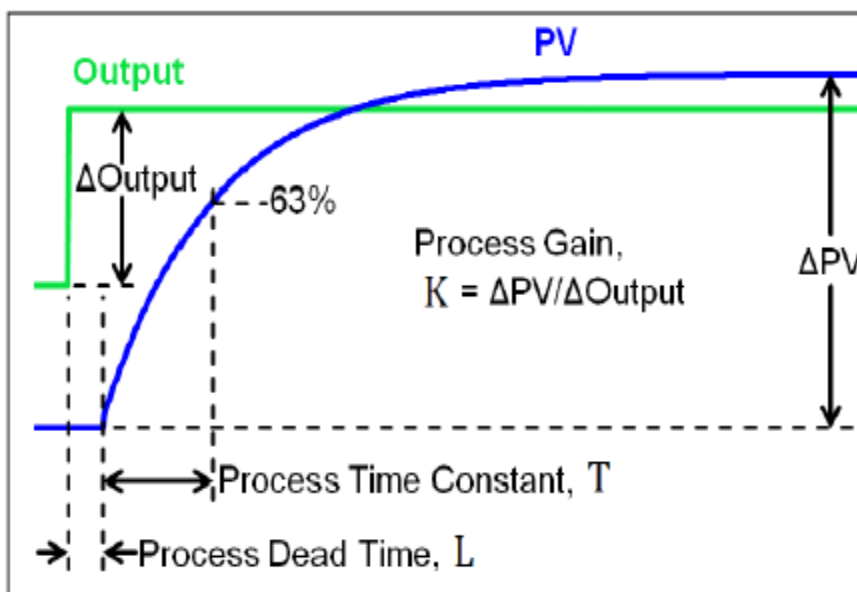 PV
Output
ΔOutput
-63%
Process Gain,
K = ΔPV/ΔOutput
ΔPV
Process Time Constant, T
Process Dead Time, L